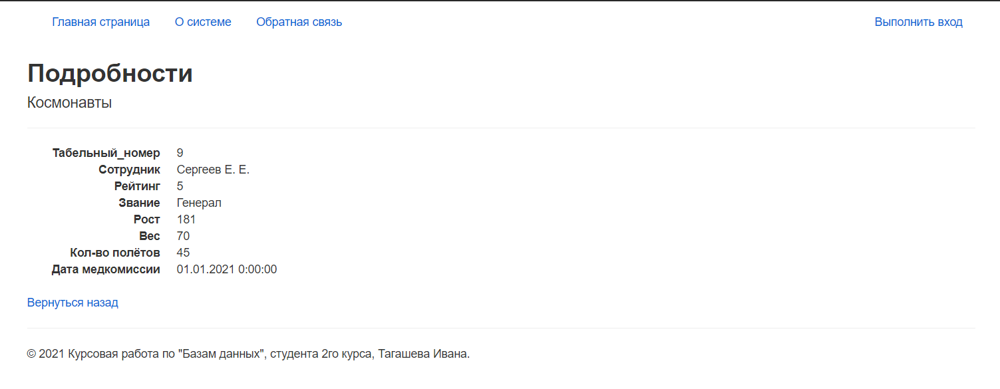 Главная страница О системе Обратная связь Выполнить вход
Подробности
Космонавты
Табельный_номер 9
Сотрудник Сергеев Е. Е.
Рейтинг 5
Звание Генерал
Рост 181
Вес 70
Кол-во полётов 45
Дата медкомиссии 01.01.2021 0:00:00
Вернуться назад
© 2021 Курсовая работа по "Базам данных", студента 2го курса, Тагашева Ивана.